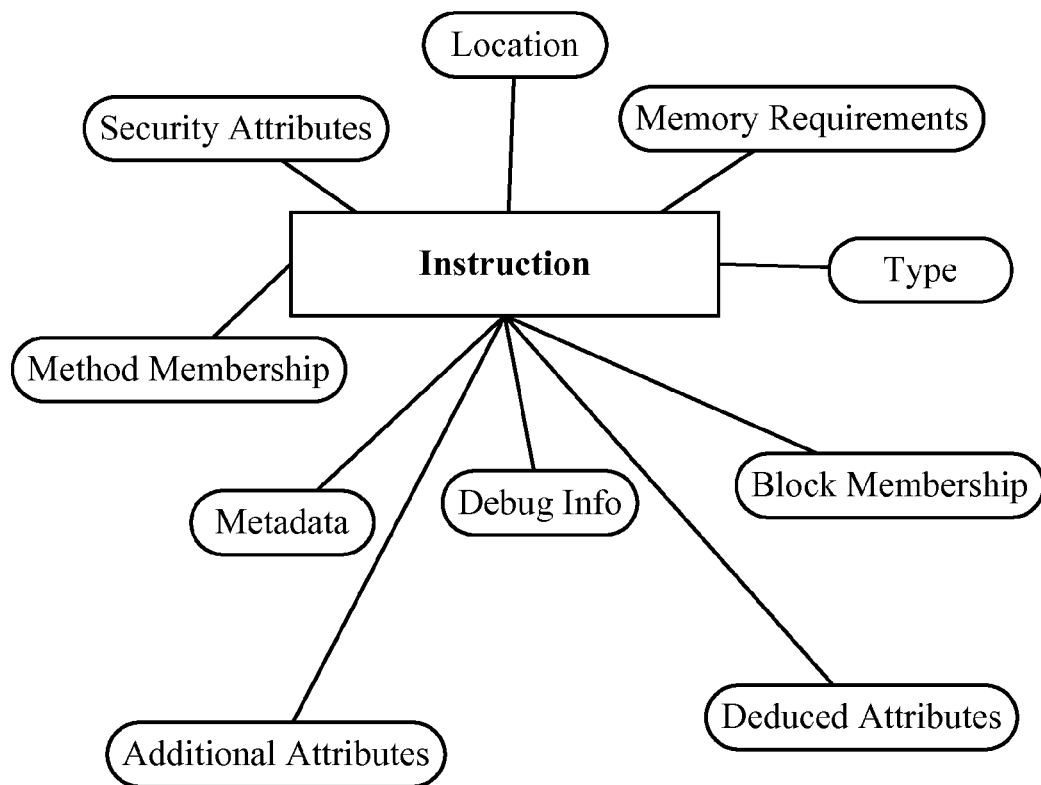 Location
Security Attributes
Memory Requirements
Instruction
Type
Method Membership
Block Membership
Debug Info
Metadata
Deduced Attributes
Additional Attributes